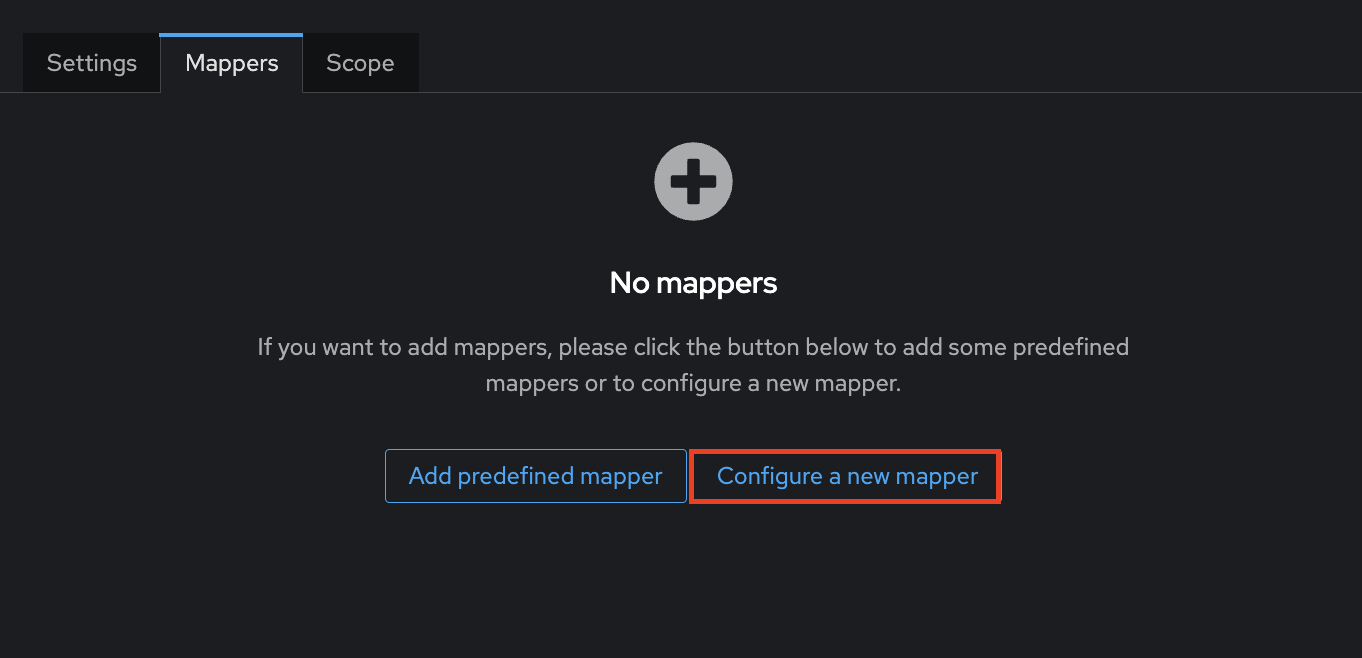 Settings
Mappers
Scope
No mappers
If you want to add mappers, please click the button below to add some predefined
mappers or to configure a new mapper.
Add predefined mapper
Configure a new mapper